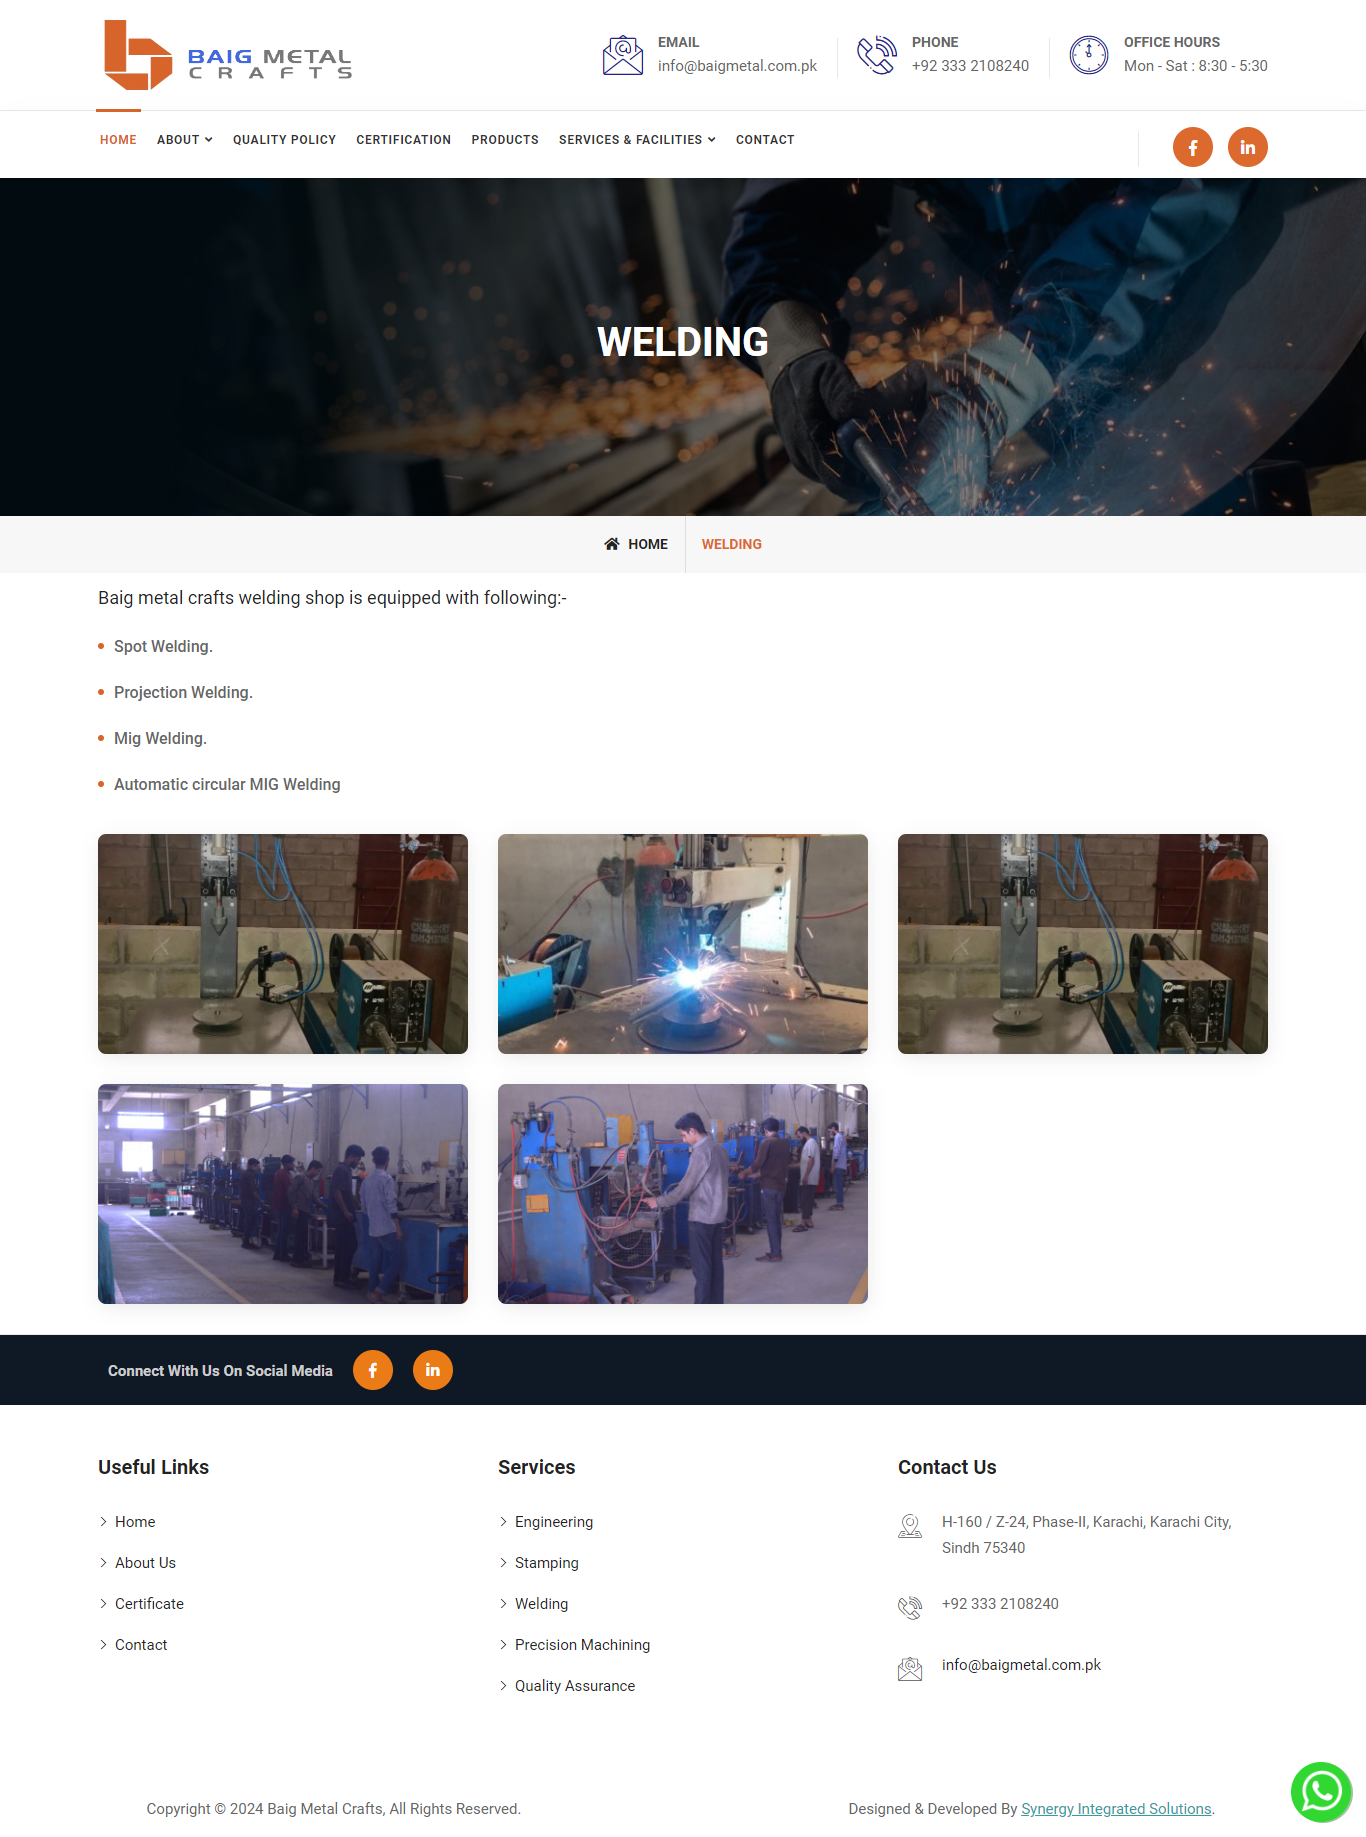 BAIG METAL
CRAFTS
EMAIL
info@baigmetal.com.pk
PHONE
+92 333 2108240
OFFICE HOURS
Mon - Sat : 8:30 - 5:30
HOME
ABOUT
QUALITY POLICY
CERTIFICATION
PRODUCTS
SERVICES & FACILITIES
CONTACT
WELDING
HOME
WELDING
Baig metal crafts welding shop is equipped with following:-
Spot Welding.
Projection Welding.
Mig Welding.
Automatic circular MIG Welding
Connect With Us On Social Media
Useful Links
Home
About Us
Certificate
Contact
Services
Engineering
Stamping
Welding
Precision Machining
Quality Assurance
Contact Us
H-160 / Z-24, Phase-II, Karachi, Karachi City,
Sindh 75340
+92 333 2108240
info@baigmetal.com.pk
Copyright © 2024 Baig Metal Crafts, All Rights Reserved.
Designed & Developed By Synergy Integrated Solutions.